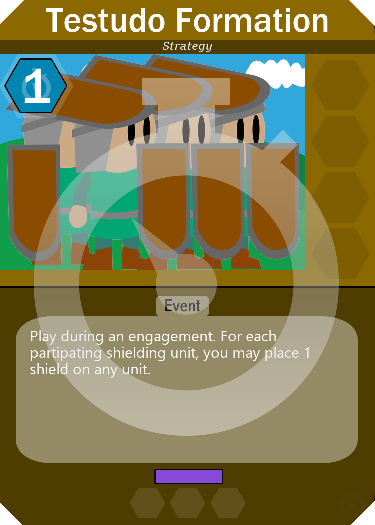 Testudo Formation
Strategy
1
Event
Play during an engagement. For each
partipating shielding unit, you may place 1
shield on any unit.